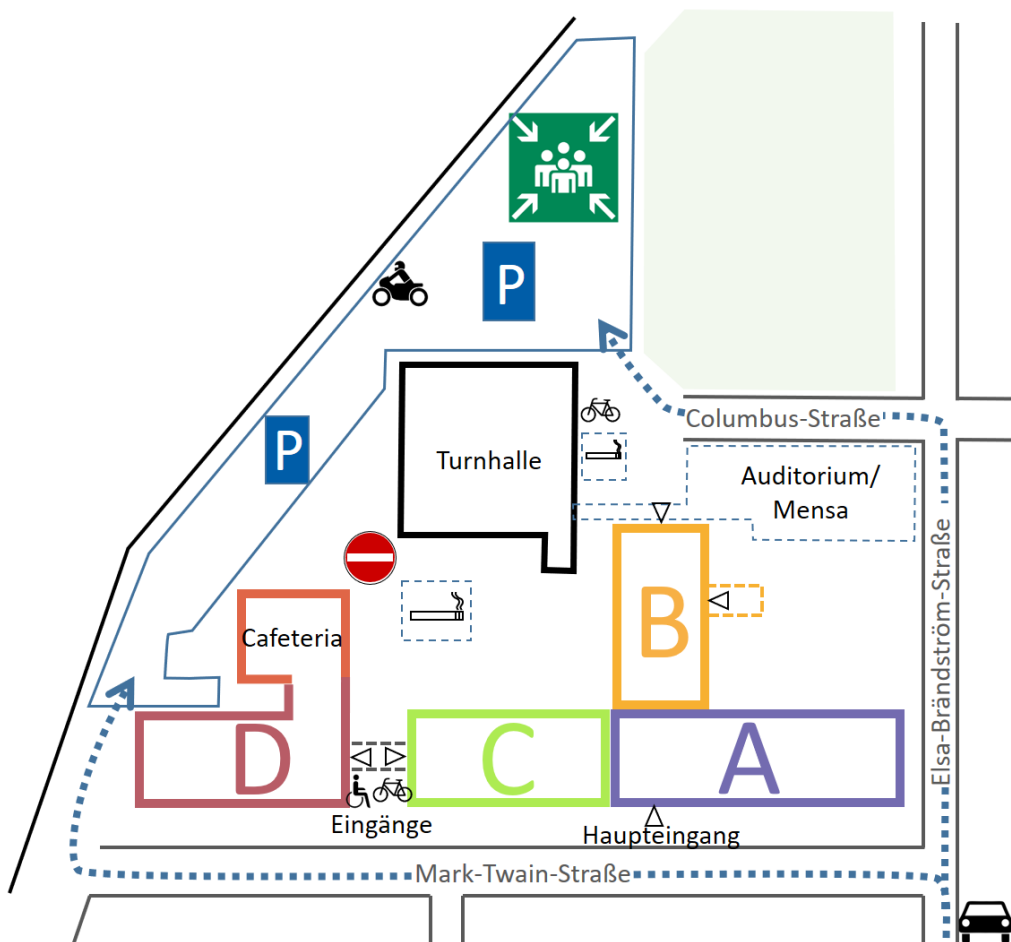 P
P
Columbus-Straße
Turnhalle
Auditorium/
Mensa
Elsa-Brändström-Straße
Cafeteria
B
D
C
A
Eingänge
Haupteingang
Mark-Twain-Straße